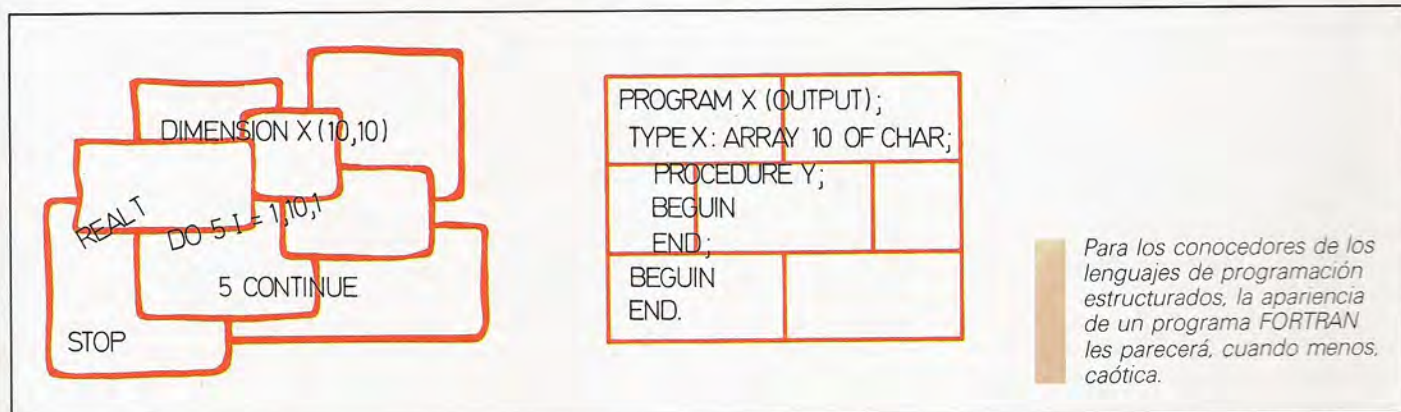 DIMENSION X (10,10)
REALT
DO 5 I = 1,10,1
5 CONTINUE
STOP
PROGRAM X (OUTPUT);
TYPE X: ARRAY 10 OF CHAR;
PROCEDURE Y;
BEGUIN
END;
BEGUIN
END.
Para los conocedores de los
lenguajes de programación
estructurados, la apariencia
de un programa FORTRAN
les parecerá, cuando menos,
caótica.